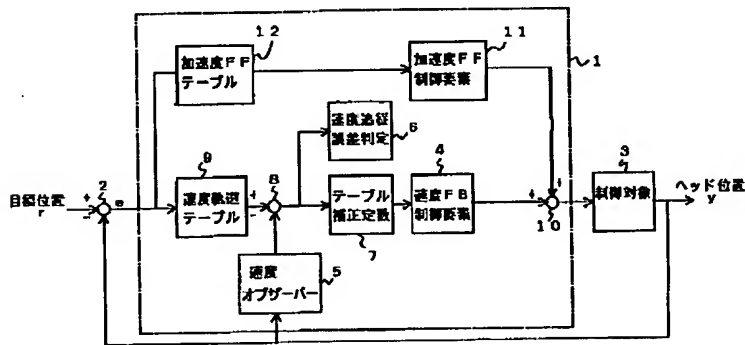 12
加速度FF
テーブル
11
加速度FF
制御要素
1
速度追従
誤差判定
6
目標位置
r
+
-
2
e
9
速度軌道
テーブル
+
-
8
テーブル
補正定数
7
4
速度FB
制御要素
+
+
10
3
制御対象
ヘッド位置
y
速度
オブザーバー
5